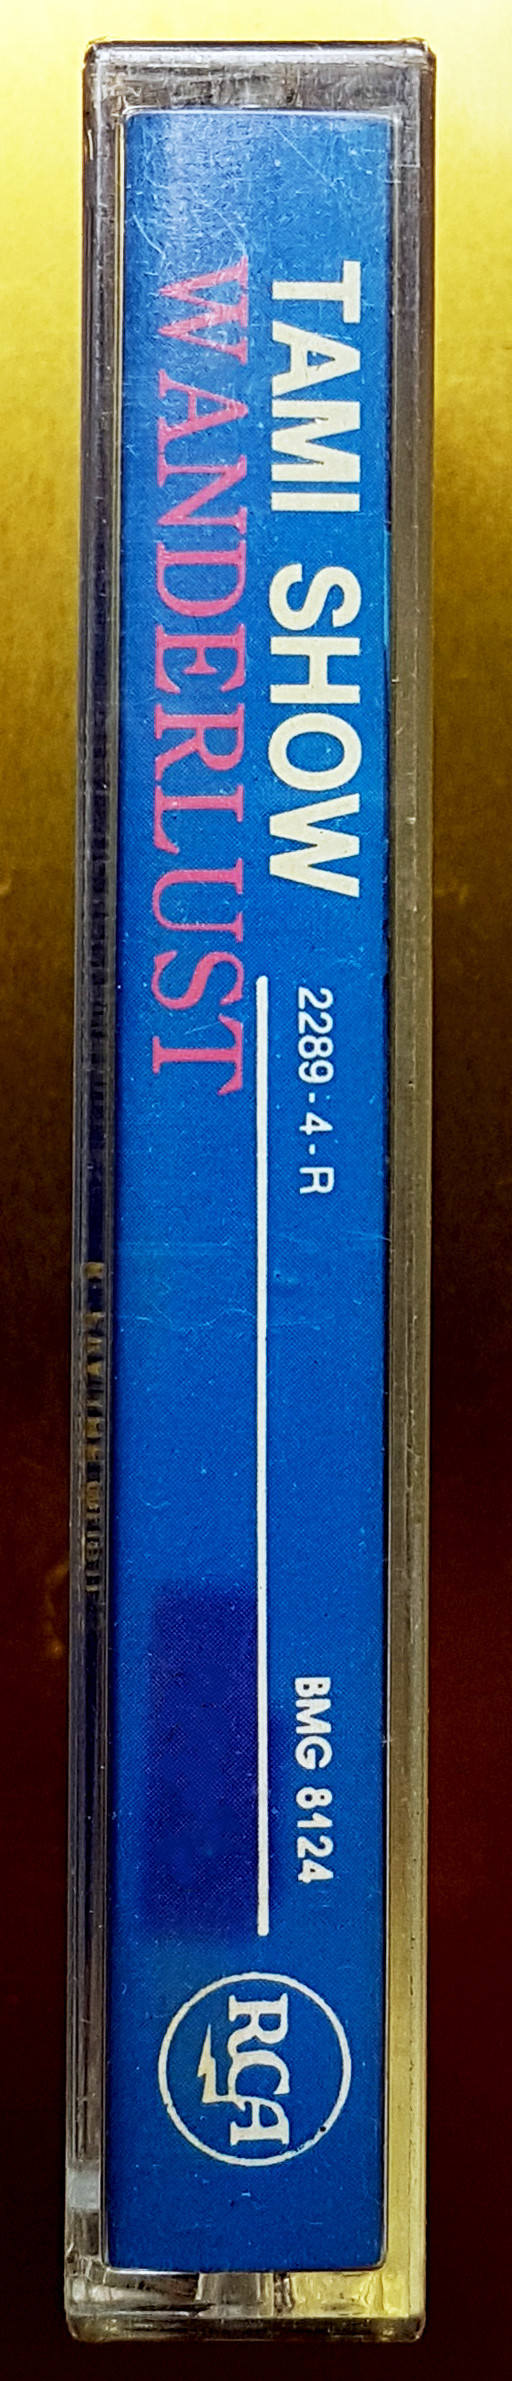 TAMI SHOW
WANDERLUST
2289-4-R
BMG 8124
RCA